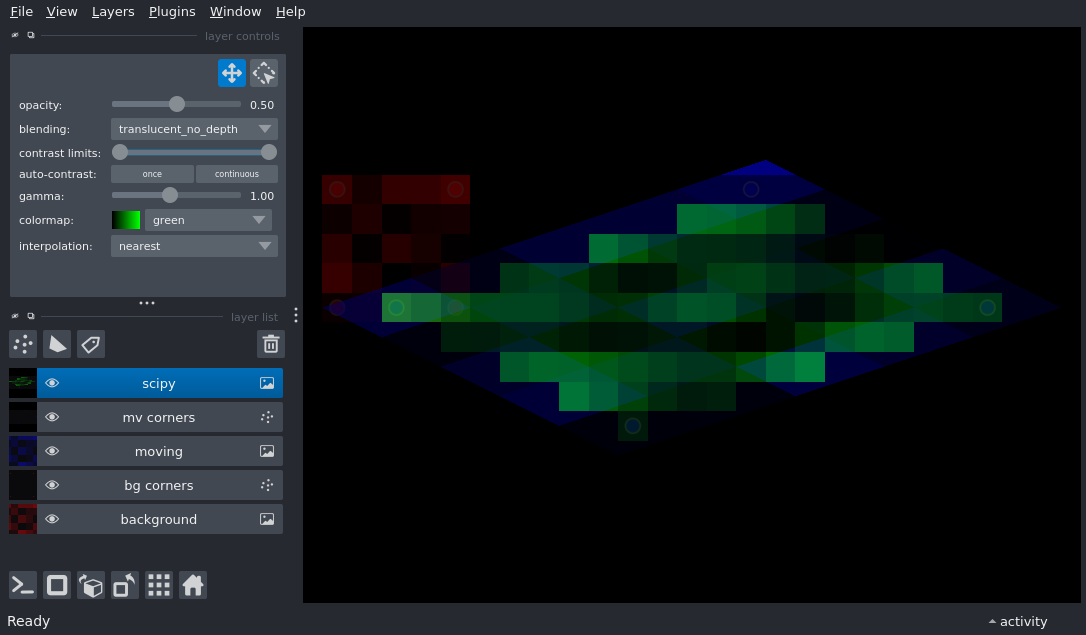 File View Layers Plugins Window Help
layer controls
opacity: 0.50
blending: translucent_no_depth
contrast limits:
auto-contrast: once continuous
gamma: 1.00
colormap: green
interpolation: nearest
layer list
scipy
mv corners
moving
bg corners
background
Ready activity